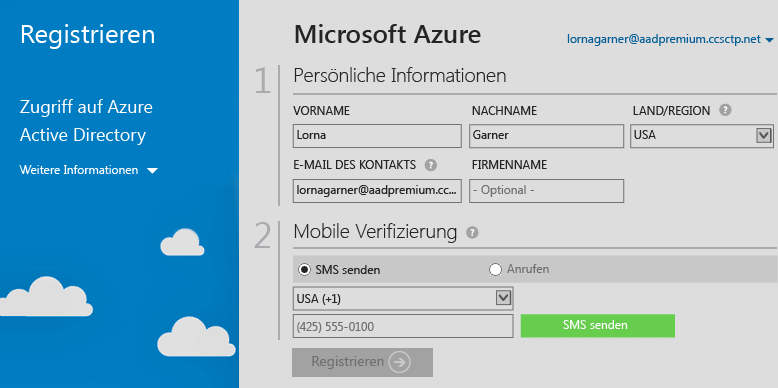 Registrieren
Zugriff auf Azure
Active Directory
Weitere Informationen
Microsoft Azure
lornagarner@aadpremium.ccsctp.net
1 Persönliche Informationen
VORNAME NACHNAME LAND/REGION ?
Lorna Garner USA
E-MAIL DES KONTAKTS ? FIRMENNAME
lornagarner@aadpremium.cc... - Optional -
2 Mobile Verifizierung ?
SMS senden Anrufen
USA (+1)
(425) 555-0100 SMS senden
Registrieren